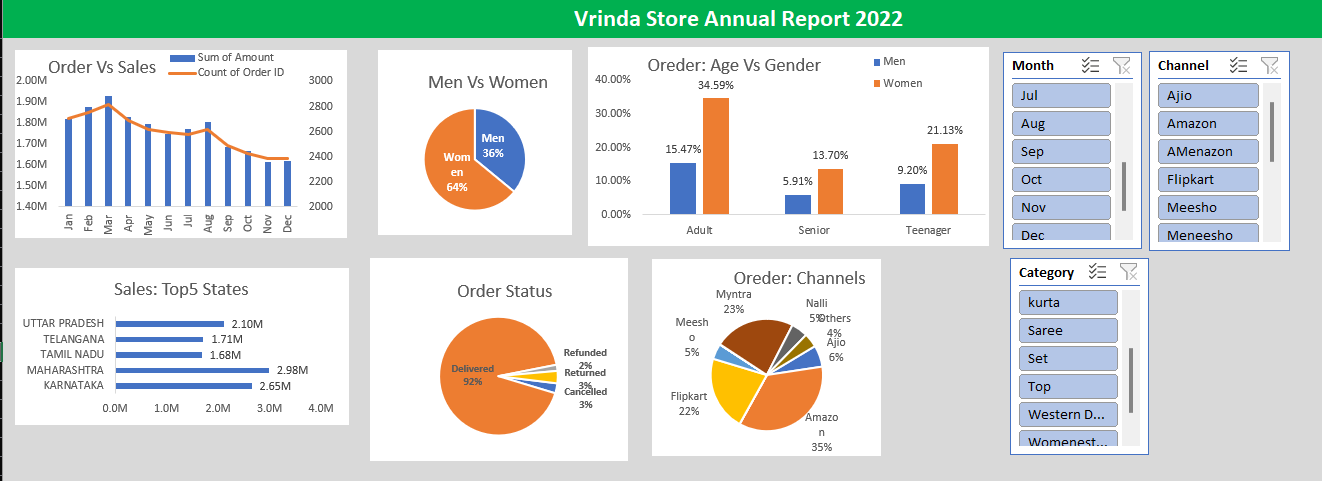 Vrinda Store Annual Report 2022
Order Vs Sales
Sum of Amount
Count of Order ID
2.00M
1.90M
1.80M
1.70M
1.60M
1.50M
1.40M
3000
2800
2600
2400
2200
2000
Jan
Feb
Mar
Apr
May
Jun
Jul
Aug
Sep
Oct
Nov
Dec
Men Vs Women
Men
36%
Wom
en
64%
Oreder: Age Vs Gender
Men
Women
40.00%
30.00%
20.00%
10.00%
0.00%
15.47%
34.59%
5.91%
13.70%
9.20%
21.13%
Adult
Senior
Teenager
Month
Jul
Aug
Sep
Oct
Nov
Dec
Channel
Ajio
Amazon
AMenazon
Flipkart
Meesho
Meneesho
Sales: Top5 States
UTTAR PRADESH
2.10M
TELANGANA
1.71M
TAMIL NADU
1.68M
MAHARASHTRA
2.98M
KARNATAKA
2.65M
0.0M 1.0M 2.0M 3.0M 4.0M
Order Status
Delivered
92%
Refunded
2%
Returned
3%
Cancelled
3%
Oreder: Channels
Myntra
23%
Nalli
5%
Others
4%
Ajio
6%
Meesh
o
5%
Flipkart
22%
Amazo
n
35%
Category
kurta
Saree
Set
Top
Western D...
Womenest...